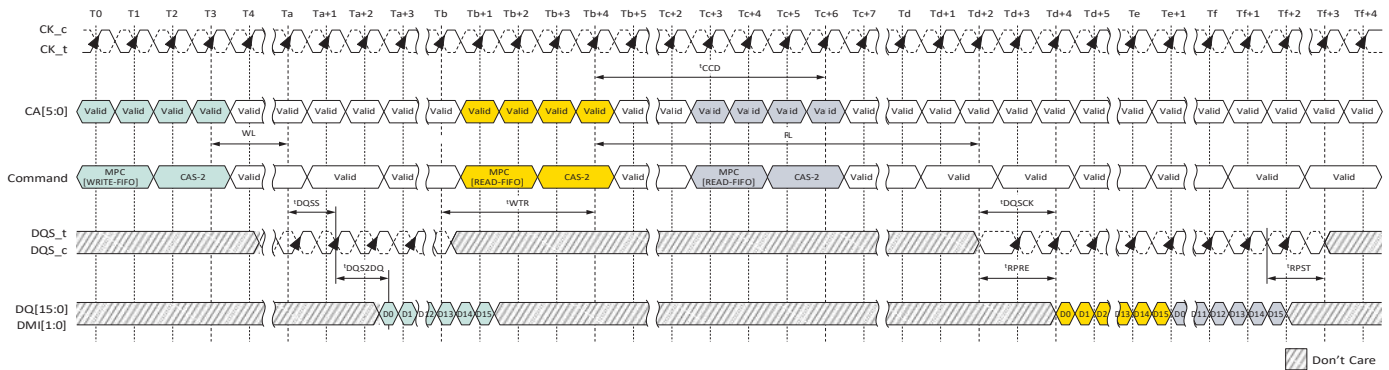 T0 T1 T2 T3 T4 Ta Ta+1 Ta+2 Ta+3 Tb Tb+1 Tb+2 Tb+3 Tb+4 Tb+5 Tc+2 Tc+3 Tc+4 Tc+5 Tc+6 Tc+7 Td Td+1 Td+2 Td+3 Td+4 Td+5 Te Te+1 Tf Tf+1 Tf+2 Tf+3 Tf+4
CK_c
CK_t
tCCD
CA[5:0] Valid Valid Valid Valid Valid Valid Valid Valid Valid Valid Valid Valid Valid Valid Valid Va id Va id Va id Va id Valid Valid Valid Valid Valid Valid Valid Valid Valid Valid Valid Valid Valid Valid
WL RL
Command MPC [WRITE-FIFO] CAS-2 Valid Valid Valid MPC [READ-FIFO] CAS-2 Valid MPC [READ-FIFO] CAS-2 Valid Valid Valid Valid Valid Valid Valid
tDQSS tWTR tDQSCK
DQS_t
DQS_c
tDQS2DQ tRPRE tRPST
DQ[15:0] D0 D1 D12 D13 D14 D15 D0 D1 D2 D13 D14 D15 D0 D11 D12 D13 D14 D15
DMI[1:0]
Don't Care